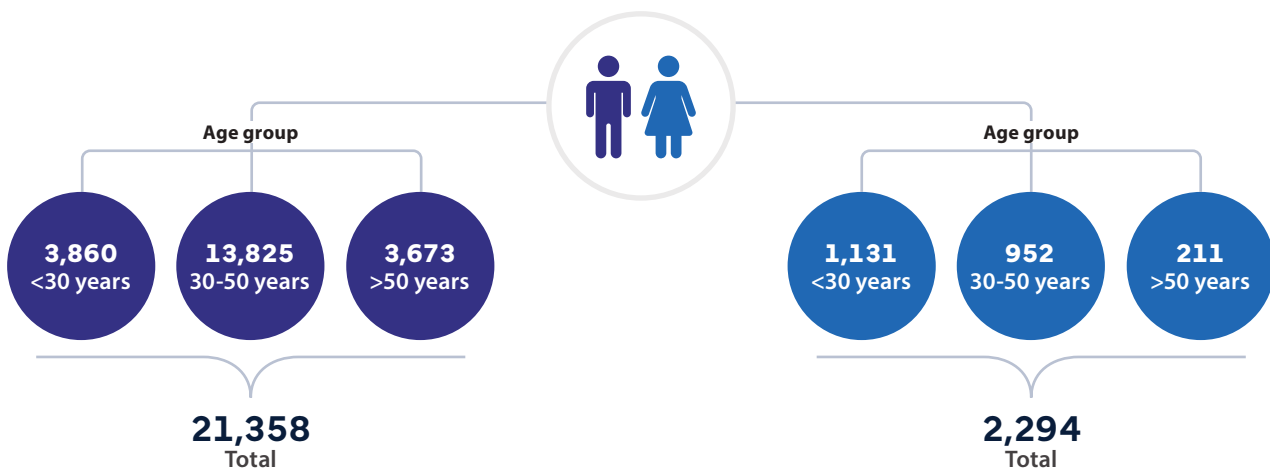 Age group
3,860
<30 years
13,825
30-50 years
3,673
>50 years
21,358
Total
Age group
1,131
<30 years
952
30-50 years
211
>50 years
2,294
Total